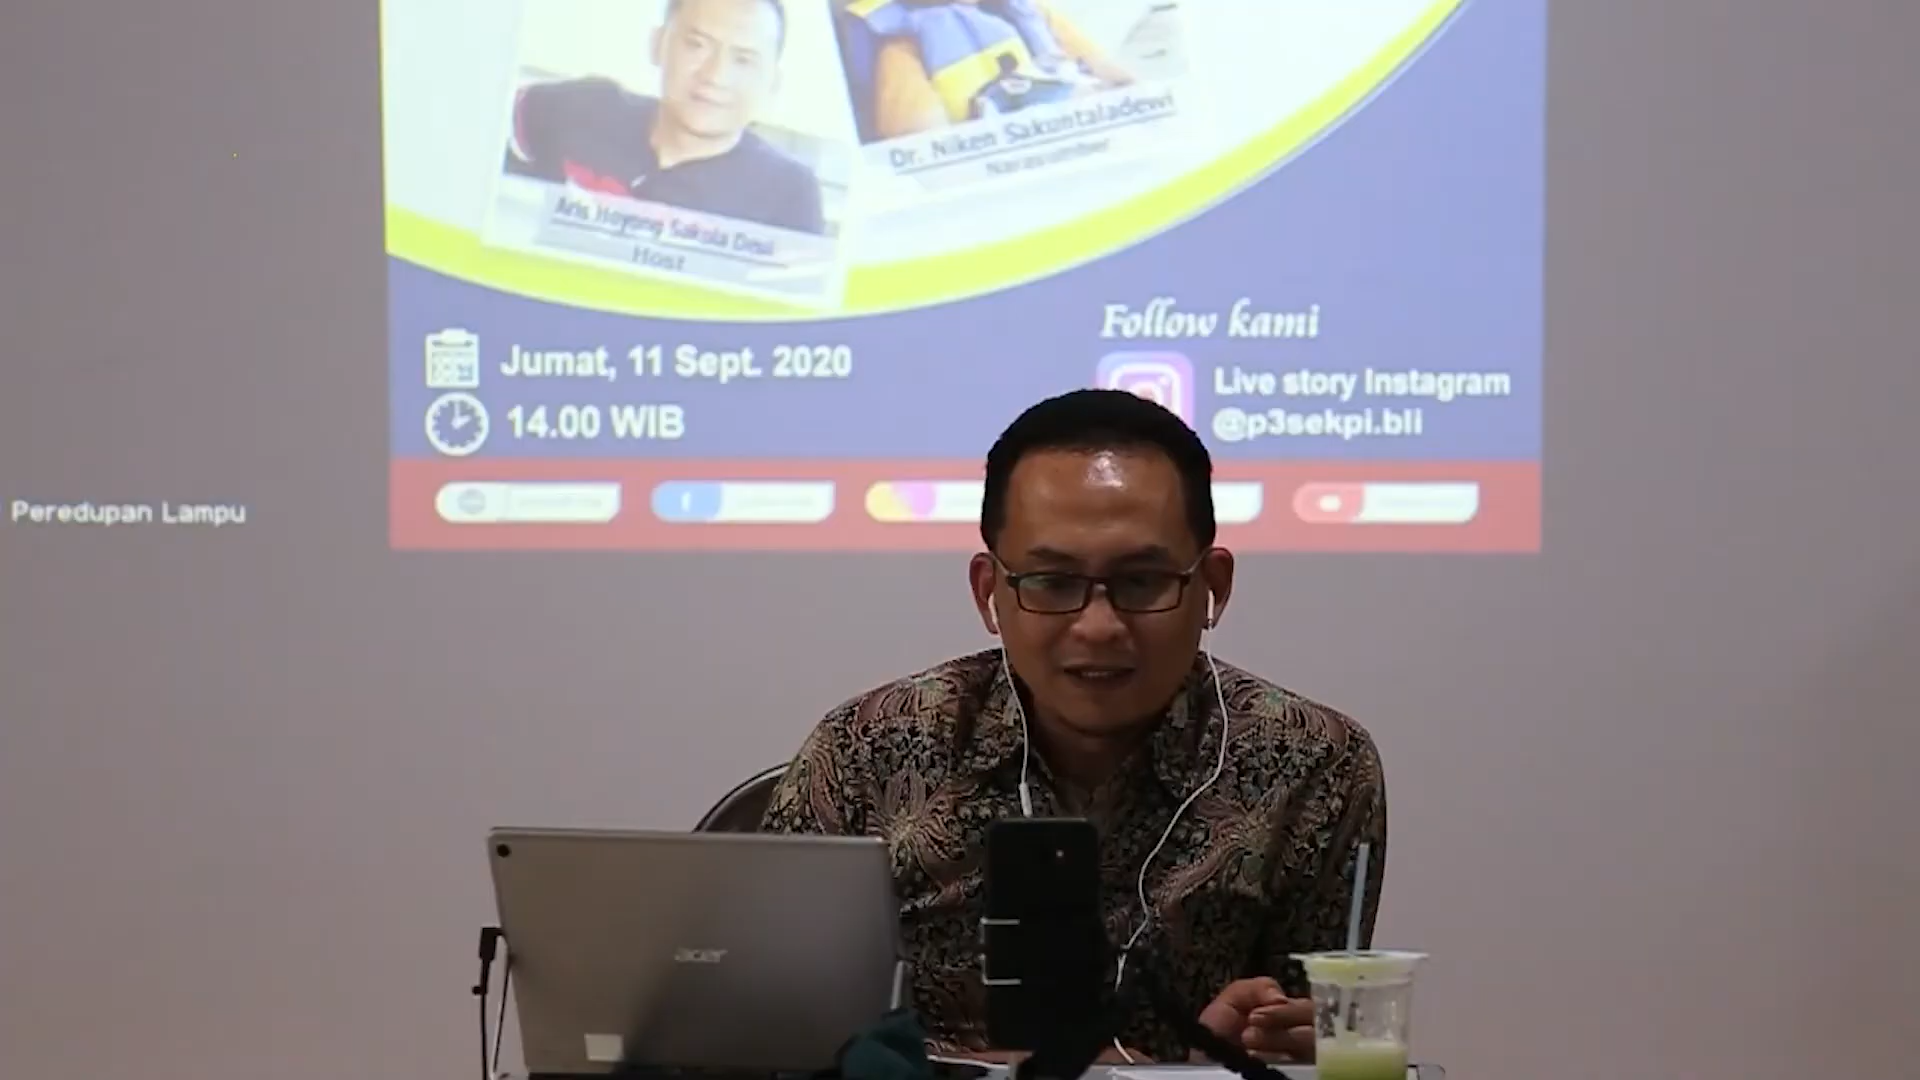 Dr. Niken Sakuntaladewi
Narasumber
Host
Follow kami
Jumat, 11 Sept. 2020
Live story Instagram
14.00 WIB
@p3sekpi.bli
Peredupan Lampu
acer